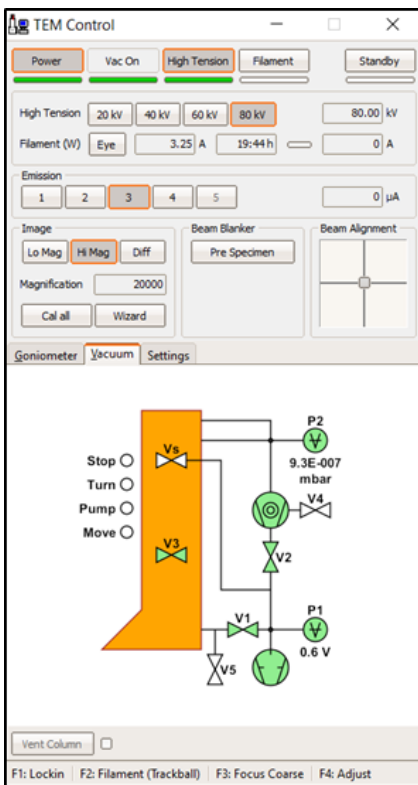 TEM Control
Power Vac On High Tension Filament Standby
High Tension 20 kV 40 kV 60 kV 80 kV 80.00 kV
Filament (W) Eye 3.25 A 19:44 h 0 A
Emission
1 2 3 4 5 0 µA
Image Beam Blanker Beam Alignment
Lo Mag Hi Mag Diff Pre Specimen
Magnification 20000
Cal all Wizard
Goniometer Vacuum Settings
P2
Vs
Stop 9.3E-007
mbar
Turn
V4
Pump
Move
V3
V2
V1 P1
0.6 V
V5
Vent Column
F1: Lockin F2: Filament (Trackball) F3: Focus Coarse F4: Adjust